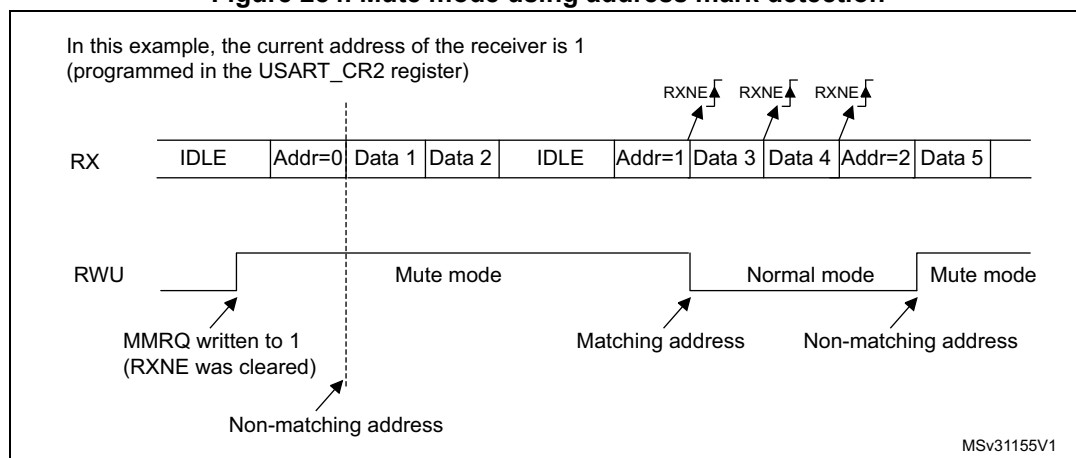 In this example, the current address of the receiver is 1
(programmed in the USART_CR2 register)
RXNE RXNE RXNE
RX IDLE Addr=0 Data 1 Data 2 IDLE Addr=1 Data 3 Data 4 Addr=2 Data 5
RWU Mute mode Normal mode Mute mode
MMRQ written to 1 Matching address Non-matching address
(RXNE was cleared)
Non-matching address
MSv31155V1